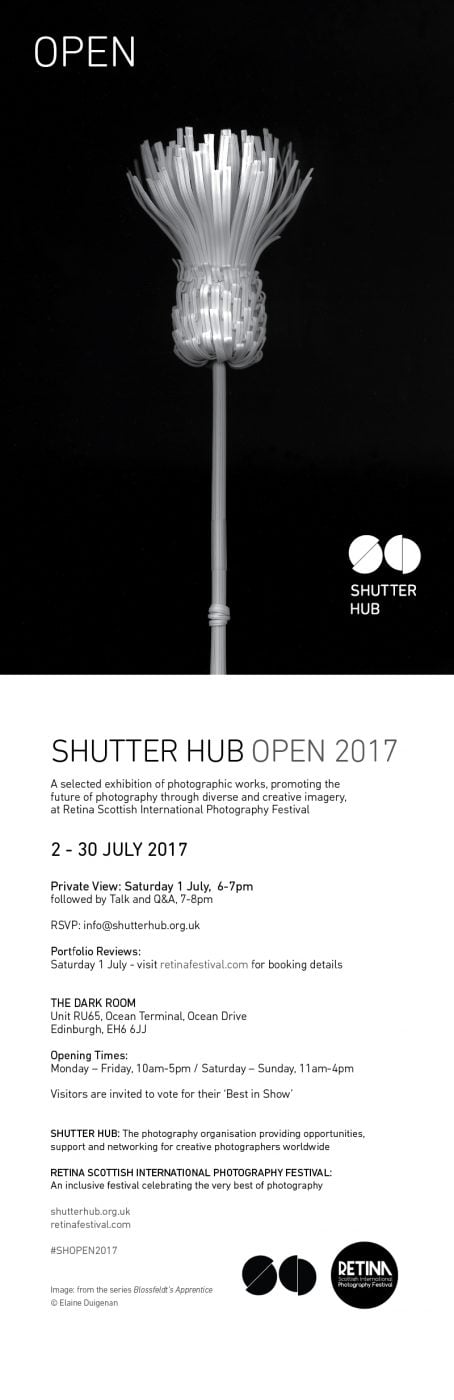 OPEN
SHUTTER
HUB
SHUTTER HUB OPEN 2017
A selected exhibition of photographic works, promoting the
future of photography through diverse and creative imagery,
at Retina Scottish International Photography Festival
2 - 30 JULY 2017
Private View: Saturday 1 July, 6-7pm
followed by Talk and Q&A, 7-8pm
RSVP: info@shutterhub.org.uk
Portfolio Reviews:
Saturday 1 July - visit retinafestival.com for booking details
THE DARK ROOM
Unit RU65, Ocean Terminal, Ocean Drive
Edinburgh, EH6 6JJ
Opening Times:
Monday – Friday, 10am-5pm / Saturday – Sunday, 11am-4pm
Visitors are invited to vote for their 'Best in Show'
SHUTTER HUB: The photography organisation providing opportunities,
support and networking for creative photographers worldwide
RETINA SCOTTISH INTERNATIONAL PHOTOGRAPHY FESTIVAL:
An inclusive festival celebrating the very best of photography
shutterhub.org.uk
retinafestival.com
#SHOPEN2017
RETINA
Scottish International
Photography Festival
Image: from the series Blossfeldt's Apprentice
© Elaine Duigenan